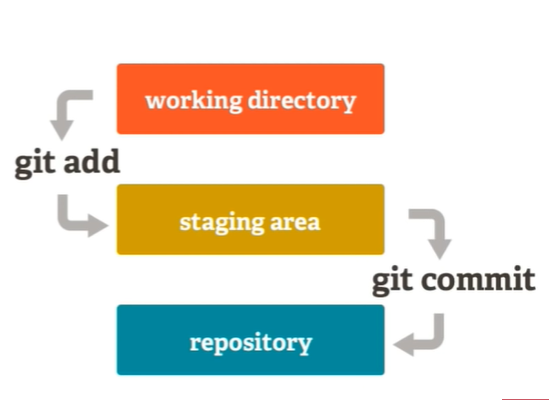 working directory
git add
staging area
git commit
repository